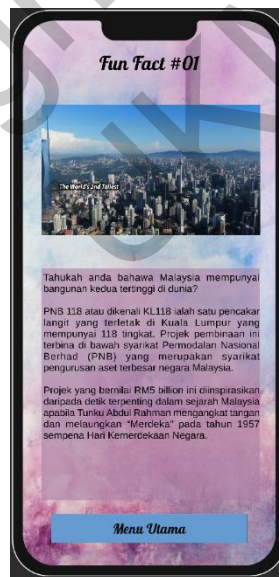 Fun Fact #01
The World's 2nd Tallest
Tahukah anda bahawa Malaysia mempunyai
bangunan kedua tertinggi di dunia?
PNB 118 atau dikenali KL118 ialah satu pencakar
langit yang terletak di Kuala Lumpur yang
mempunyai 118 tingkat. Projek pembinaan ini
terbina di bawah syarikat Permodalan Nasional
Berhad (PNB) yang merupakan syarikat
pengurusan aset terbesar negara Malaysia.
Projek yang bernilai RM5 billion ini diinspirasikan
daripada detik terpenting dalam sejarah Malaysia
apabila Tunku Abdul Rahman mengangkat tangan
dan melaungkan "Merdeka" pada tahun 1957
sempena Hari Kemerdekaan Negara.
Menu Utama